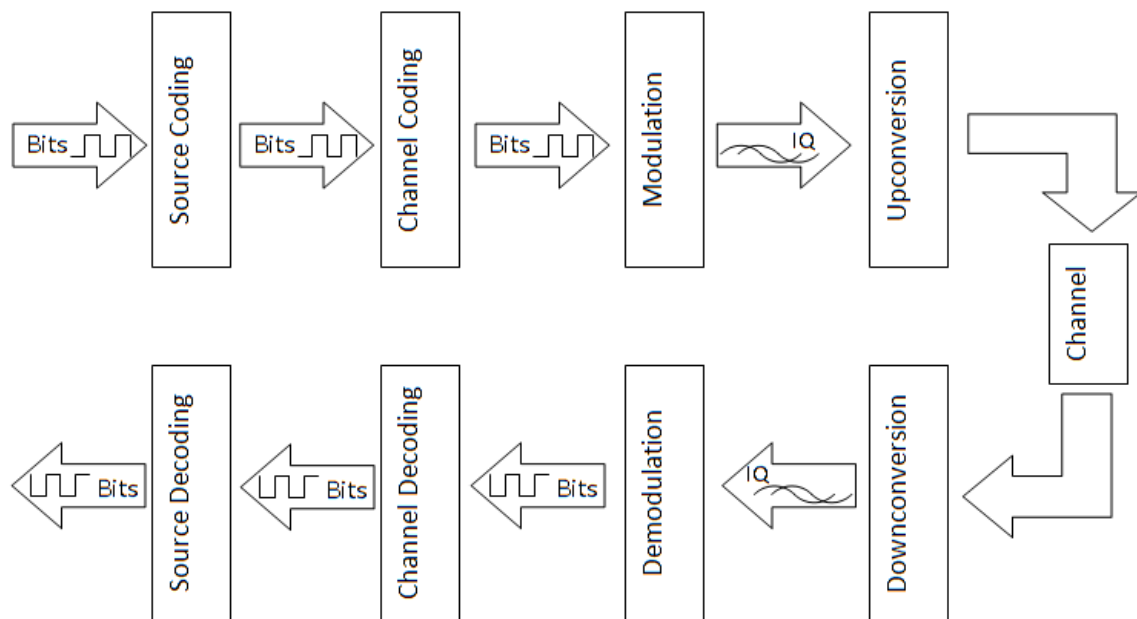 Bits
Source Coding
Bits
Channel Coding
Bits
Modulation
IQ
Upconversion
Channel
Downconversion
IQ
Demodulation
Bits
Channel Decoding
Bits
Source Decoding
Bits